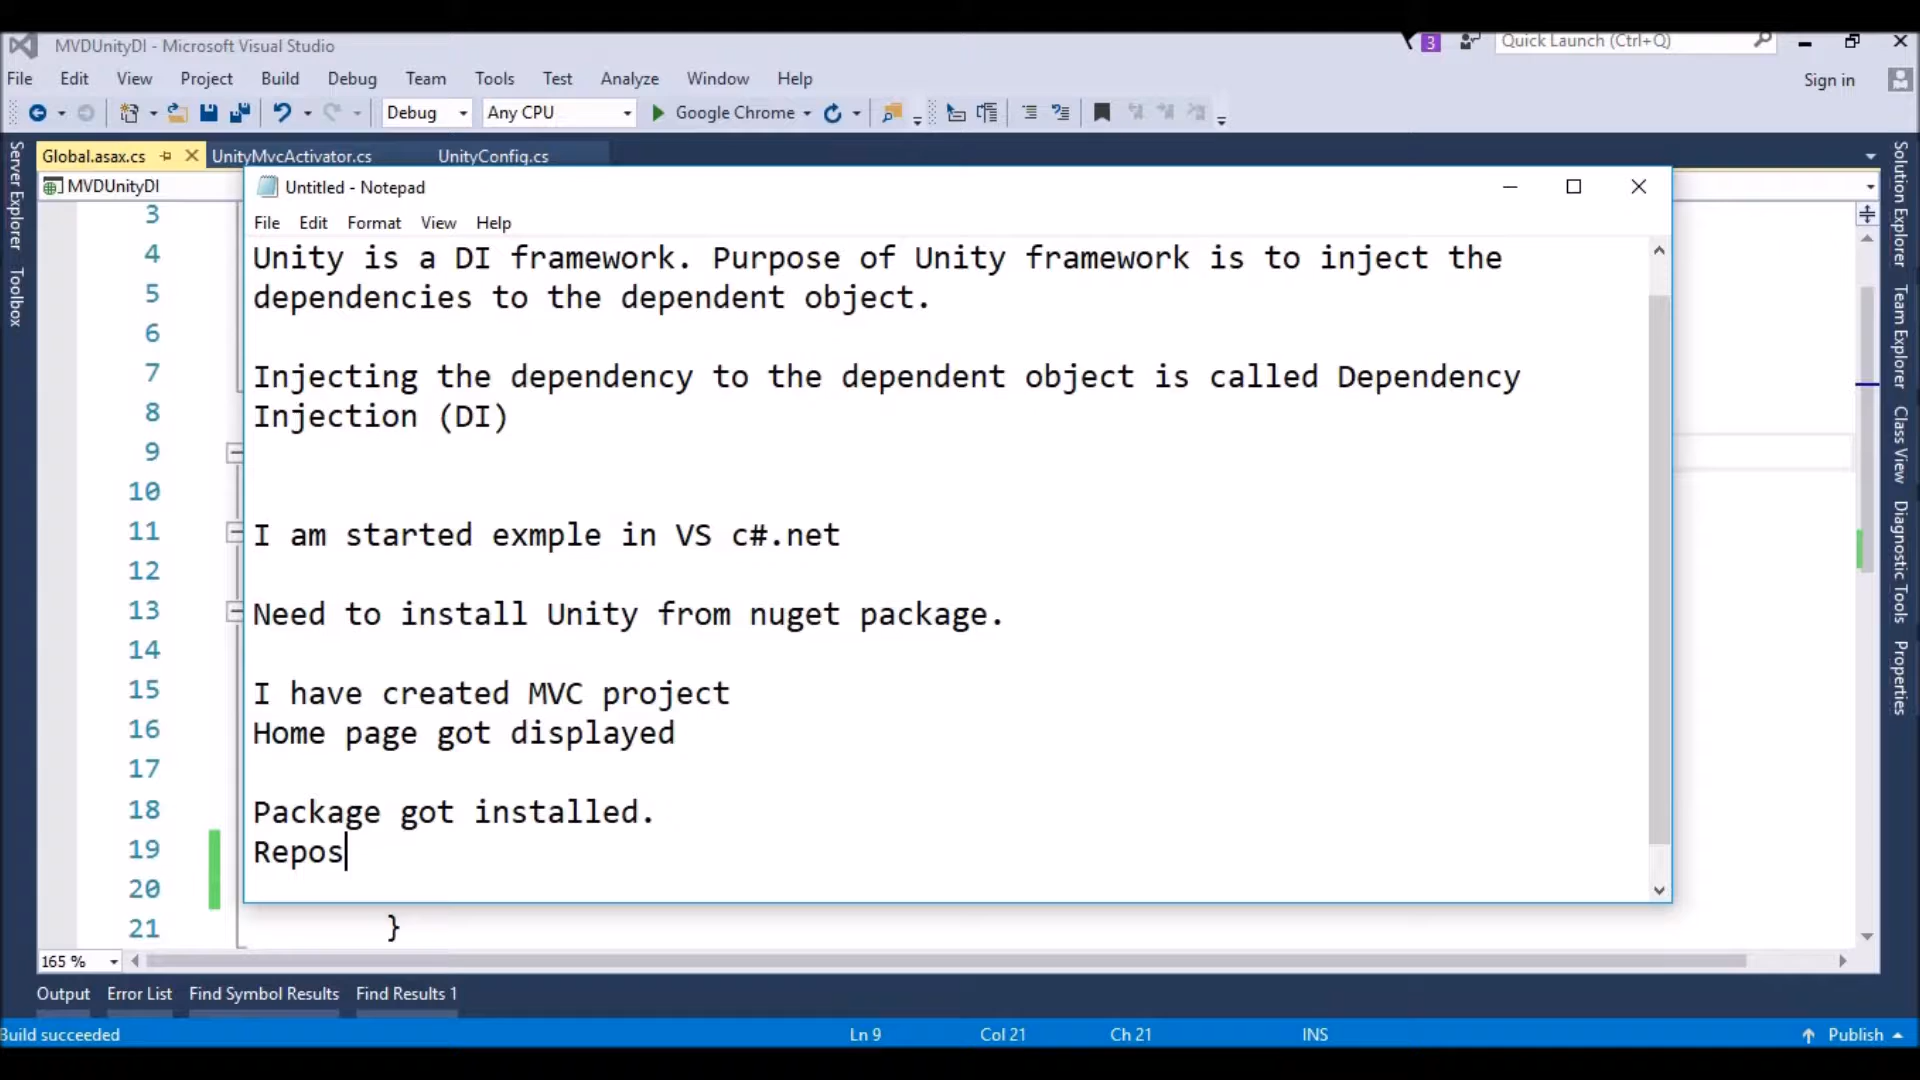 MVDUnityDI - Microsoft Visual Studio
3
Quick Launch (Ctrl+Q)
File Edit View Project Build Debug Team Tools Test Analyze Window Help
Sign in
Debug Any CPU Google Chrome
Global.asax.cs UnityMvcActivator.cs UnityConfig.cs
MVDUnityDI
Server Explorer
Toolbox
Untitled - Notepad
File Edit Format View Help
Unity is a DI framework. Purpose of Unity framework is to inject the
dependencies to the dependent object.
Injecting the dependency to the dependent object is called Dependency
Injection (DI)
I am started exmple in VS c#.net
Need to install Unity from nuget package.
I have created MVC project
Home page got displayed
Package got installed.
Repos
3
4
5
6
7
8
9
10
11
12
13
14
15
16
17
18
19
20
21 }
Solution Explorer
Team Explorer
Class View
Diagnostic Tools
Properties
165 %
Output Error List Find Symbol Results Find Results 1
Build succeeded Ln 9 Col 21 Ch 21 INS Publish